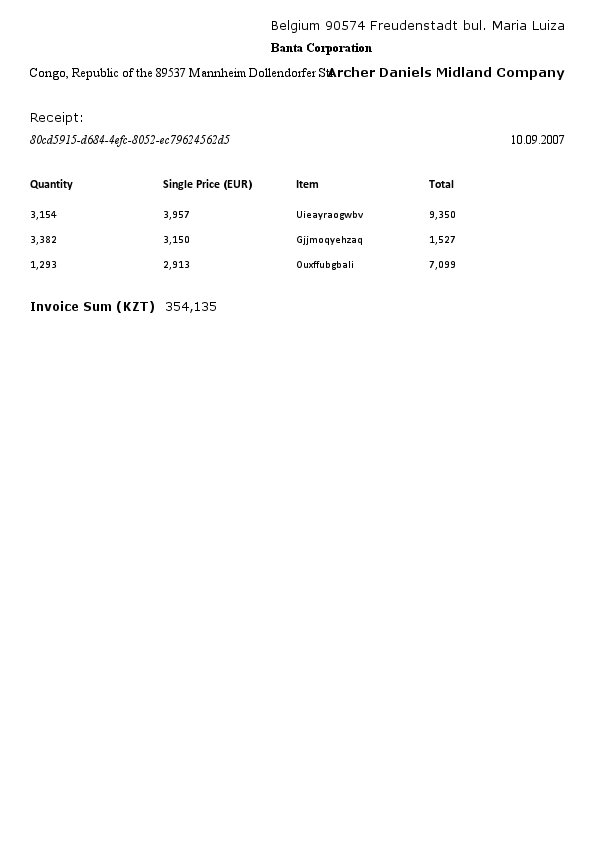 Belgium 90574 Freudenstadt bul. Maria Luiza
Banta Corporation
Congo, Republic of the 89537 Mannheim Dollendorfer Archer Daniels Midland Company
Receipt:
80cd5915-d684-4efc-8052-ec79624562d5 10.09.2007
Quantity Single Price (EUR) Item Total
3,154 3,957 Uieayraogwbv 9,350
3,382 3,150 Gjjmoqyehzaq 1,527
1,293 2,913 Ouxffubgbali 7,099
Invoice Sum (KZT) 354,135